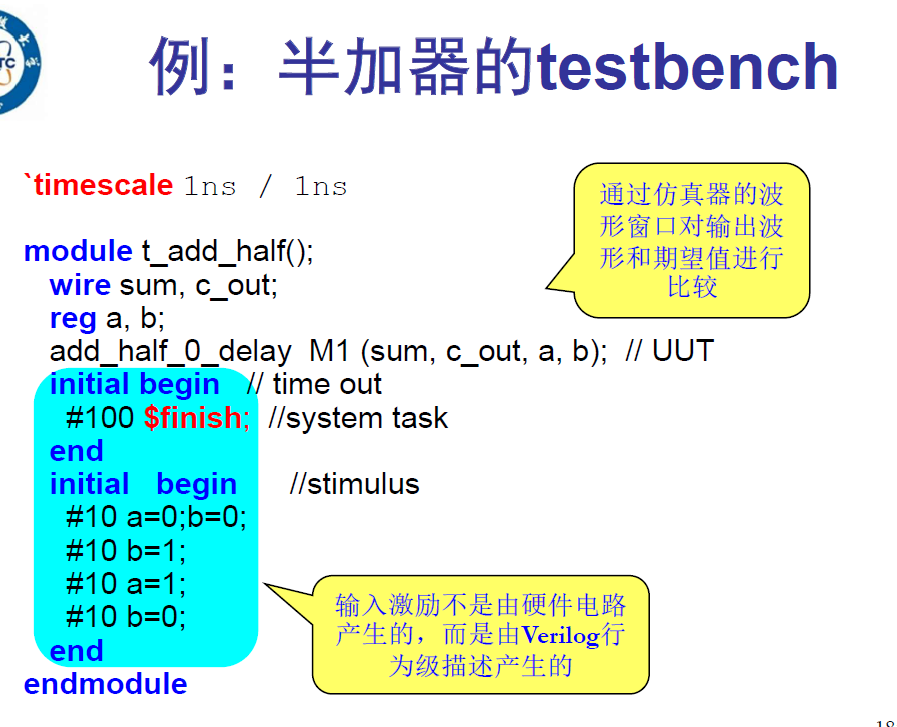 例：半加器的testbench
`timescale 1ns / 1ns
通过仿真器的波
形窗口对输出波
形和期望值进行
比较
module t_add_half();
wire sum, c_out;
reg a, b;
add_half_0_delay M1 (sum, c_out, a, b); // UUT
initial begin // time out
#100 $finish; //system task
end
initial begin //stimulus
#10 a=0;b=0;
#10 b=1;
#10 a=1;
#10 b=0;
end
endmodule
输入激励不是由硬件电路
产生的，而是由Verilog行
为级描述产生的